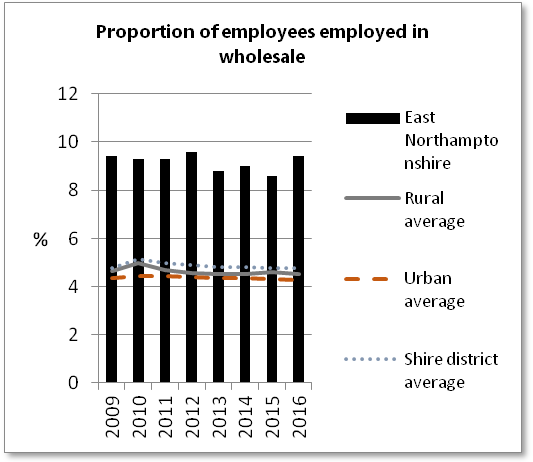 Proportion of employees employed in
wholesale
12
10
8
6
4
2
0
%
2009
2010
2011
2012
2013
2014
2015
2016
East
Northampto
nshire
Rural
average
Urban
average
Shire district
average